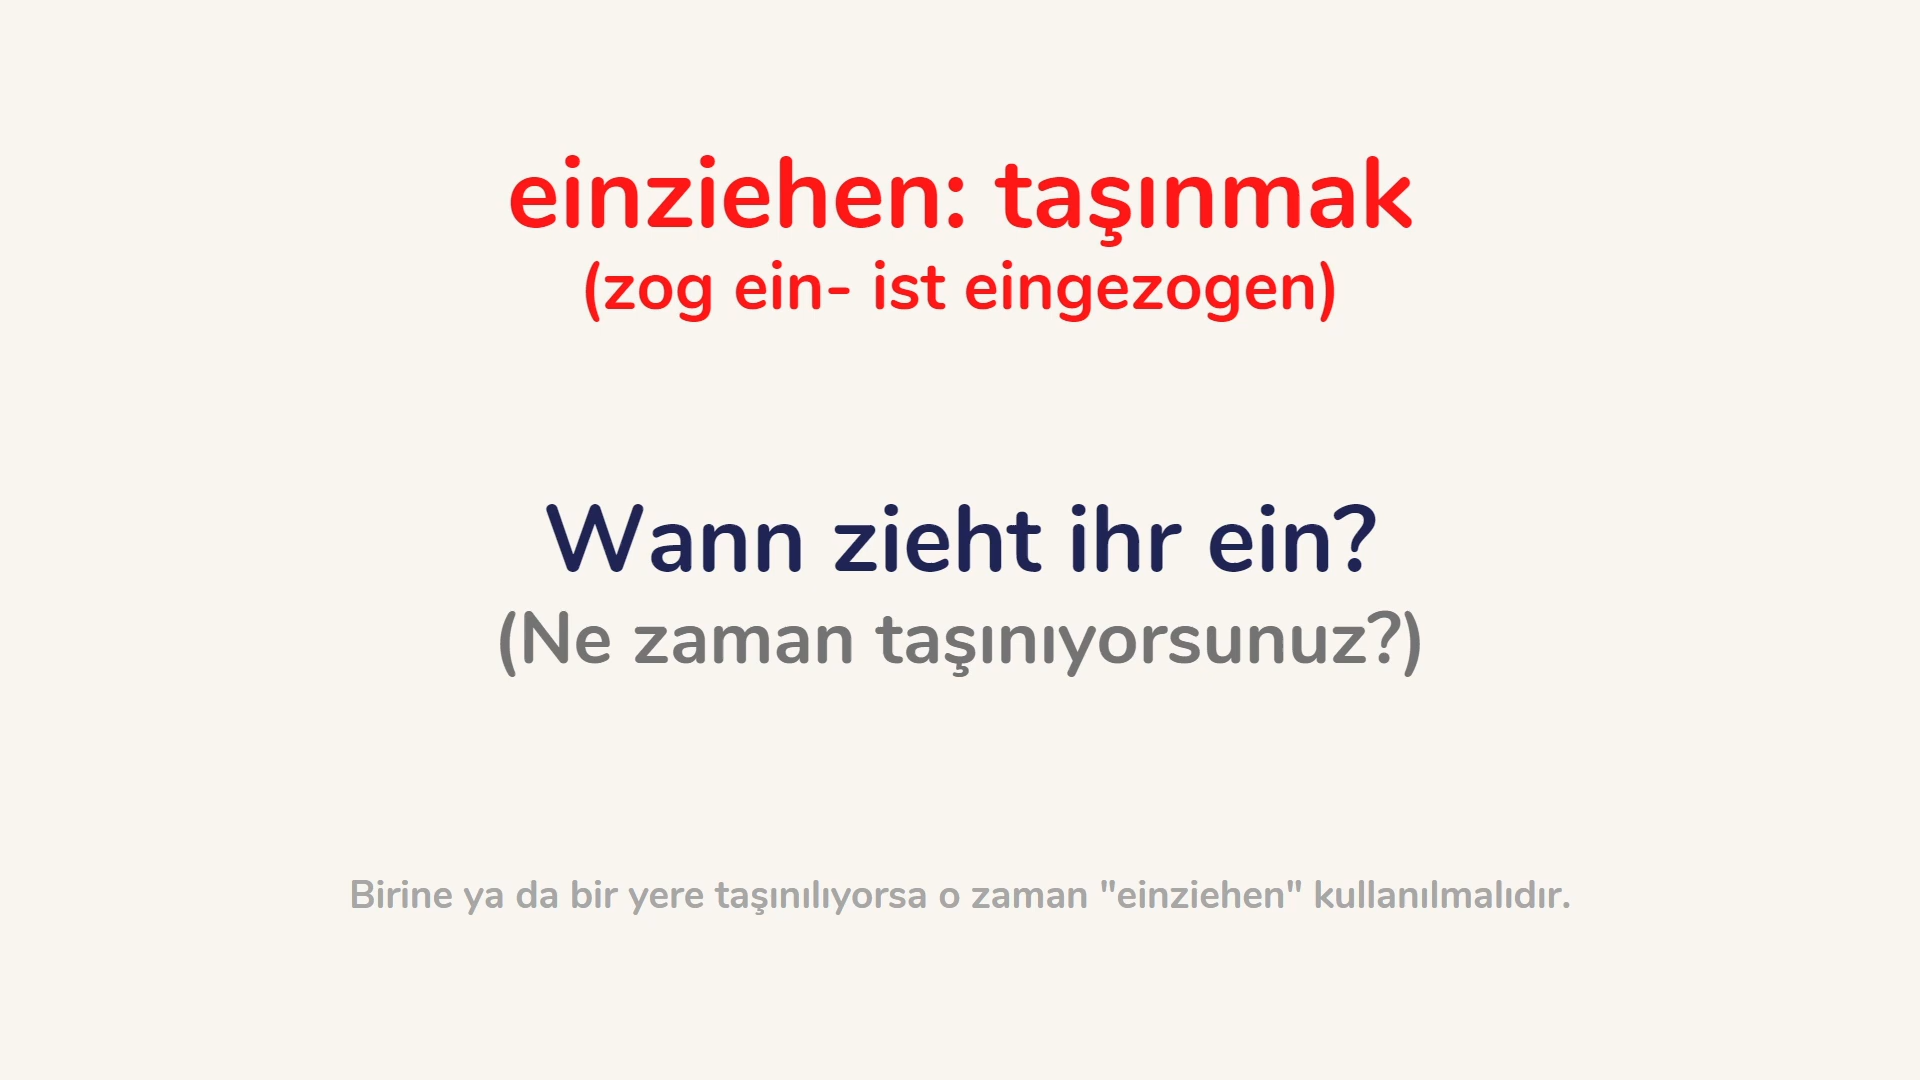 einziehen: taşınmak
(zog ein- ist eingezogen)
Wann zieht ihr ein?
(Ne zaman taşınıyorsunuz?)
Birine ya da bir yere taşınılıyorsa o zaman "einziehen" kullanılmalıdır.